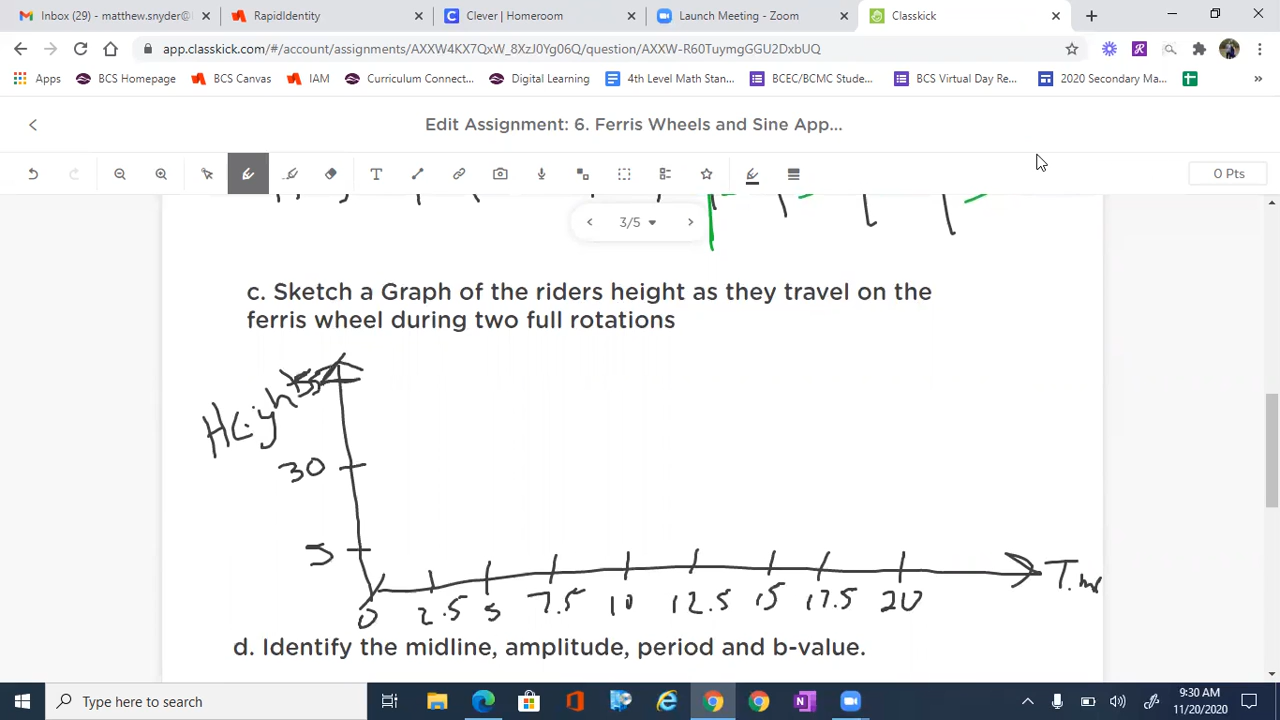 Inbox (29) - matthew.snyder@
RapidIdentity
Clever | Homeroom
Launch Meeting - Zoom
Classkick
app.classkick.com/#/account/assignments/AXXW4KX7QxW_8XzJ0Yg06Q/question/AXXW-R60TuymgGGU2DxbUQ
Apps
BCS Homepage
BCS Canvas
IAM
Curriculum Connect...
Digital Learning
4th Level Math Stan...
BCEC/BCMC Stude...
BCS Virtual Day Re...
2020 Secondary Ma...
Edit Assignment: 6. Ferris Wheels and Sine App...
0 Pts
3/5
c. Sketch a Graph of the riders height as they travel on the
ferris wheel during two full rotations
55
Height
30
5
0 2.5 5 7.5 10 12.5 15 17.5 20
d. Identify the midline, amplitude, period and b-value.
Type here to search
9:30 AM
11/20/2020